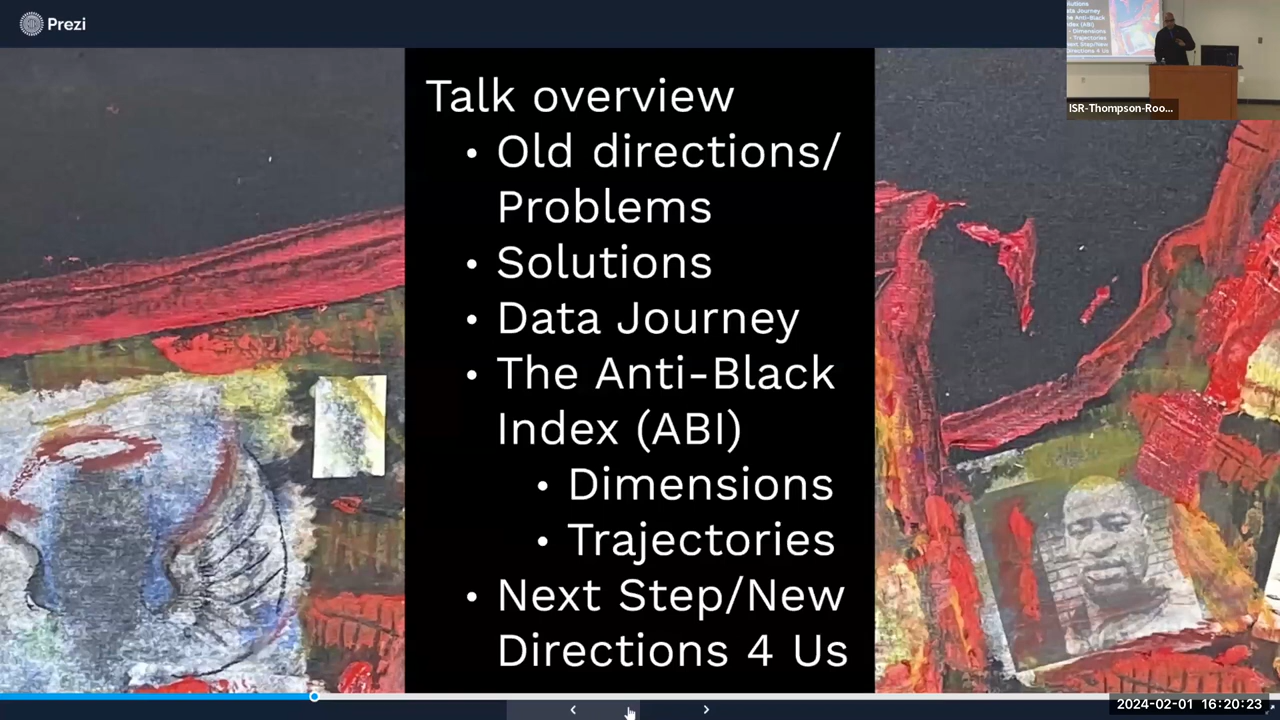 Prezi
Talk overview
• Old directions/
Problems
• Solutions
• Data Journey
• The Anti-Black
Index (ABI)
• Dimensions
• Trajectories
• Next Step/New
Directions 4 Us
ISR-Thompson-Roo...
2024-02-01 16:20:23